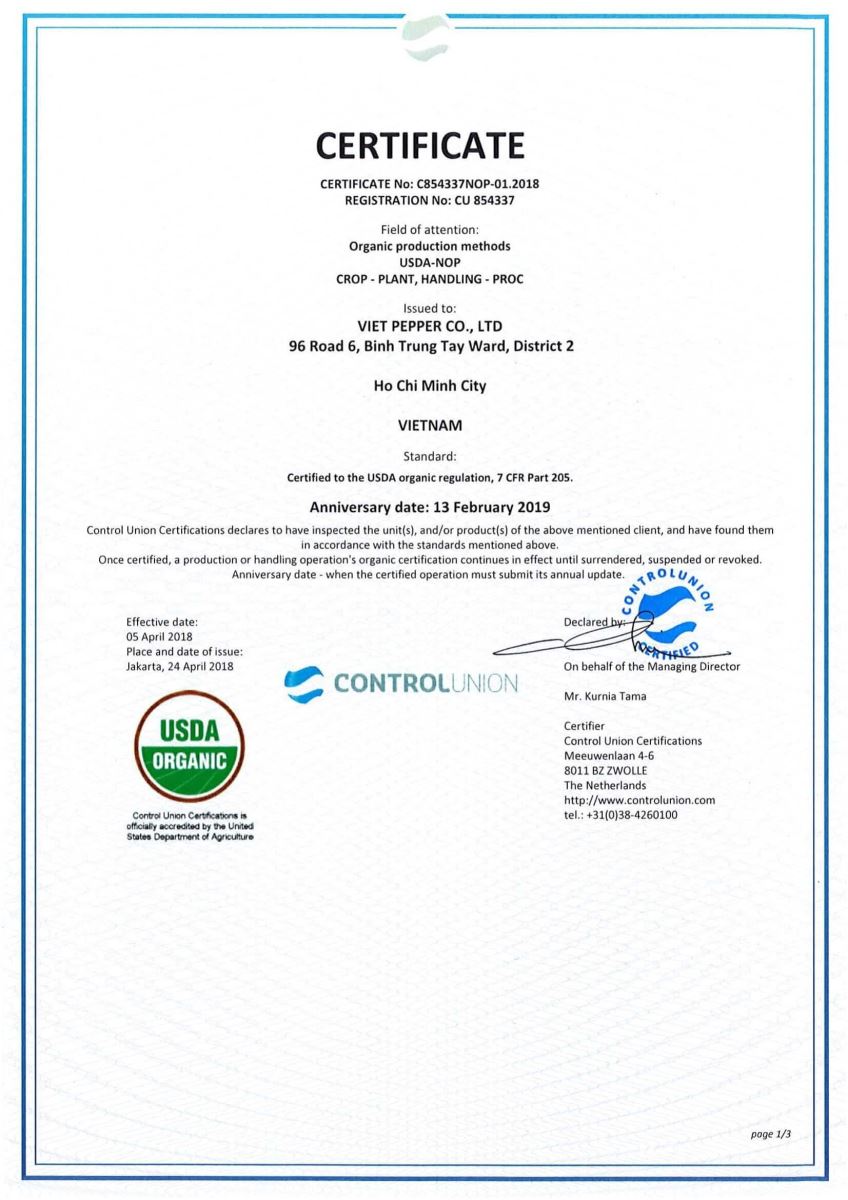 CERTIFICATE
CERTIFICATE No: C854337NOP-01.2018
REGISTRATION No: CU 854337
Field of attention:
Organic production methods
USDA-NOP
CROP - PLANT, HANDLING - PROC
Issued to:
VIET PEPPER CO., LTD
96 Road 6, Binh Trung Tay Ward, District 2
Ho Chi Minh City
VIETNAM
Standard:
Certified to the USDA organic regulation, 7 CFR Part 205.
Anniversary date: 13 February 2019
Control Union Certifications declares to have inspected the unit(s), and/or product(s) of the above mentioned client, and have found them
in accordance with the standards mentioned above.
Once certified, a production or handling operation's organic certification continues in effect until surrendered, suspended or revoked.
Anniversary date - when the certified operation must submit its annual update.
Effective date:
05 April 2018
Place and date of issue:
Jakarta, 24 April 2018
CONTROLUNION
USDA
ORGANIC
Control Union Certifications is
officially accredited by the United
States Department of Agriculture
CONTROLUNION
CERTIFIED
Declared by:
On behalf of the Managing Director
Mr. Kurnia Tama
Certifier
Control Union Certifications
Meeuwenlaan 4-6
8011 BZ ZWOLLE
The Netherlands
http://www.controlunion.com
tel.: +31(0)38-4260100
page 1/3